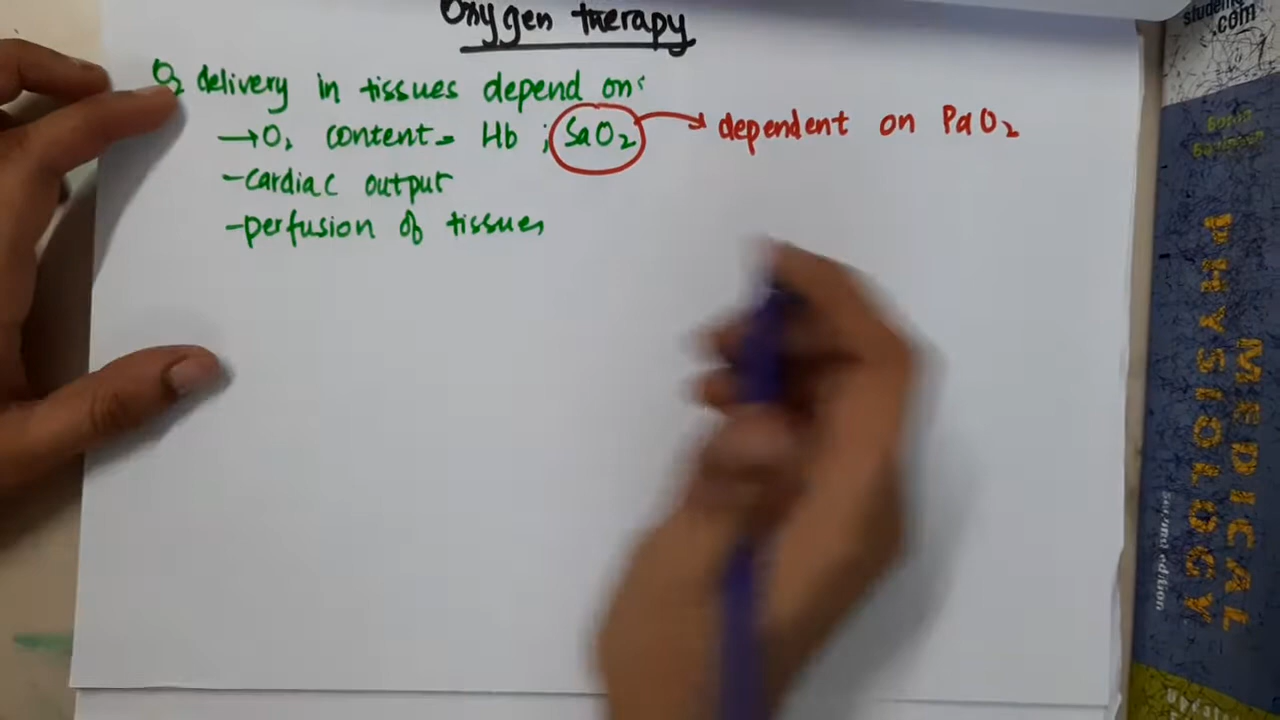 Oxygen therapy
O₂ delivery in tissues depend on:
→ O₂ content = Hb ; SaO₂ → dependent on PaO₂
- cardiac output
- perfusion of tissues
.com
MEDICAL
PHYSIOLOGY
second edition